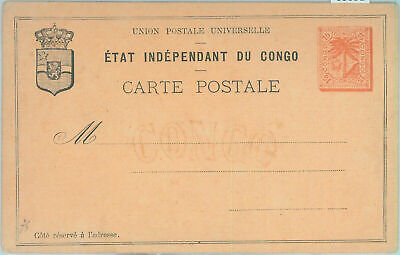 UNION POSTALE UNIVERSELLE
ÉTAT INDÉPENDANT DU CONGO
CARTE POSTALE
M
CONGO
Côté réservé à l'adresse.